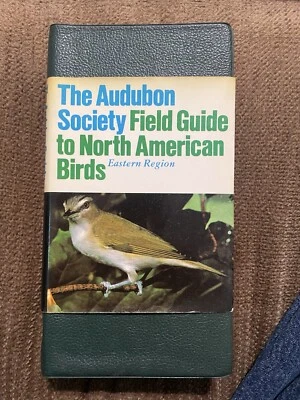 The Audubon
Society Field Guide
to North American
Birds Eastern Region